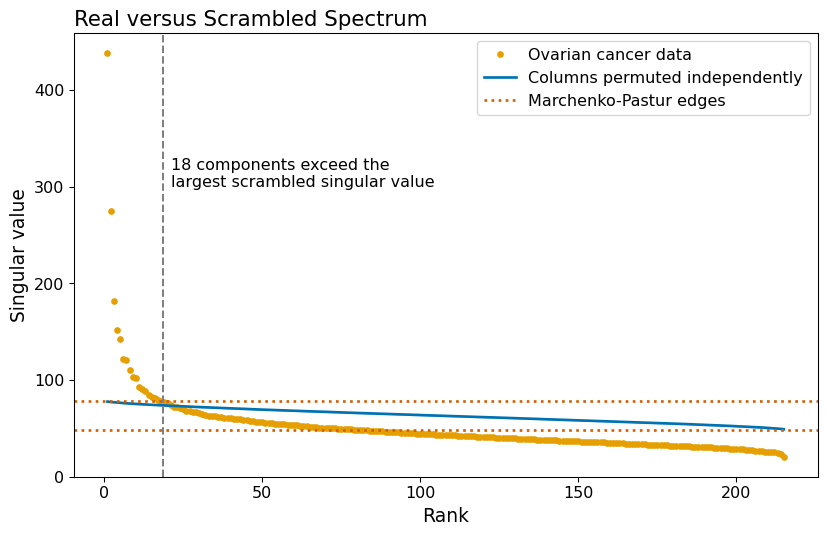 Real versus Scrambled Spectrum
Ovarian cancer data
Columns permuted independently
Marchenko-Pastur edges
18 components exceed the
largest scrambled singular value
Singular value
400
300
200
100
0
0 50 100 150 200
Rank